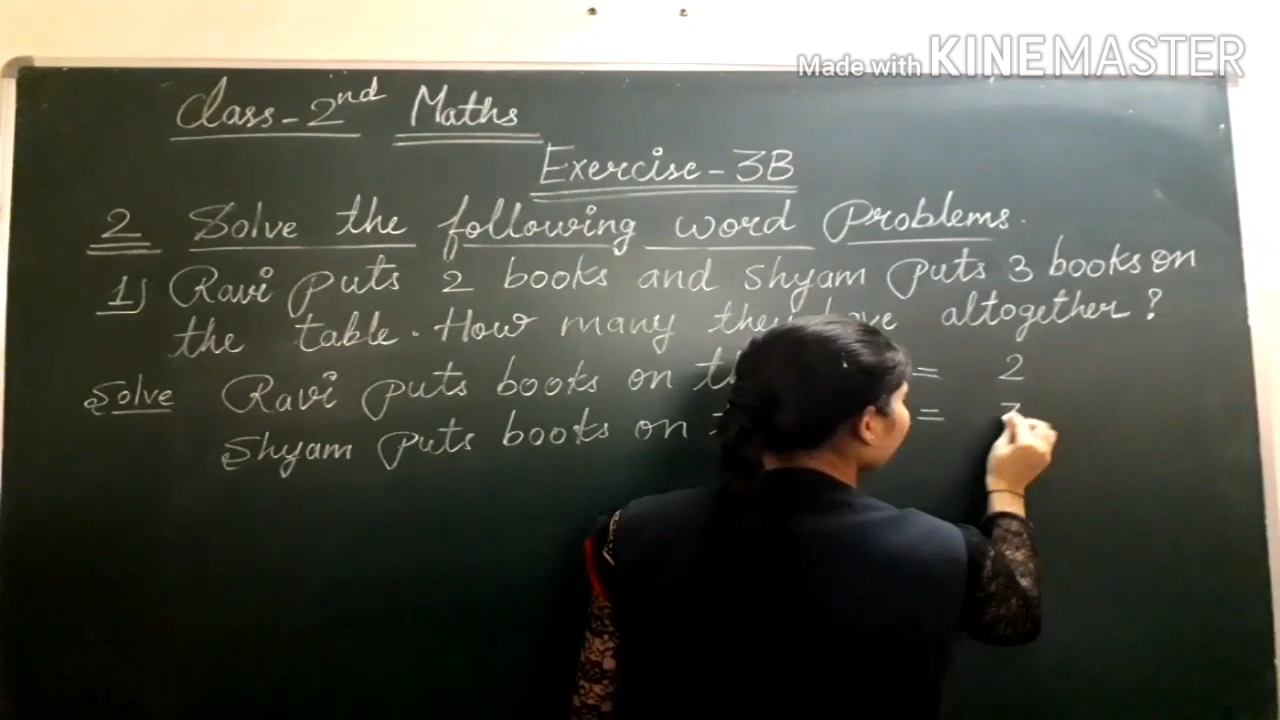 Made with KINEMASTER
Class-2nd Maths
Exercise-3B
2 Solve the following word Problems.
1) Ravi puts 2 books and shyam puts 3 books on
the table. How many they altogether?
Solve Ravi puts books on = 2
Shyam puts books on = 3